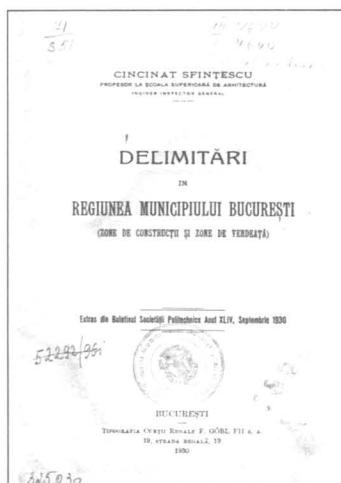 CINCINAT SFINȚESCU
PROFESOR LA ȘCOALA SUPERIOARĂ DE ARHITECTURĂ
INGINER INSPECTOR GENERAL
DELIMITĂRI
IN
REGIUNEA MUNICIPIULUI BUCUREȘTI
(ZONE DE CONSTRUCȚII ȘI ZONE DE VERDEAȚĂ)
Extras din Buletinul Societății Politechnice Anul XLIV, Septembrie 1930
52292/951
BUCUREȘTI
TIPOGRAFIA CURȚII REGALE F. GÖBL FII S. A.
19, STRADA REGALĂ, 19
1930